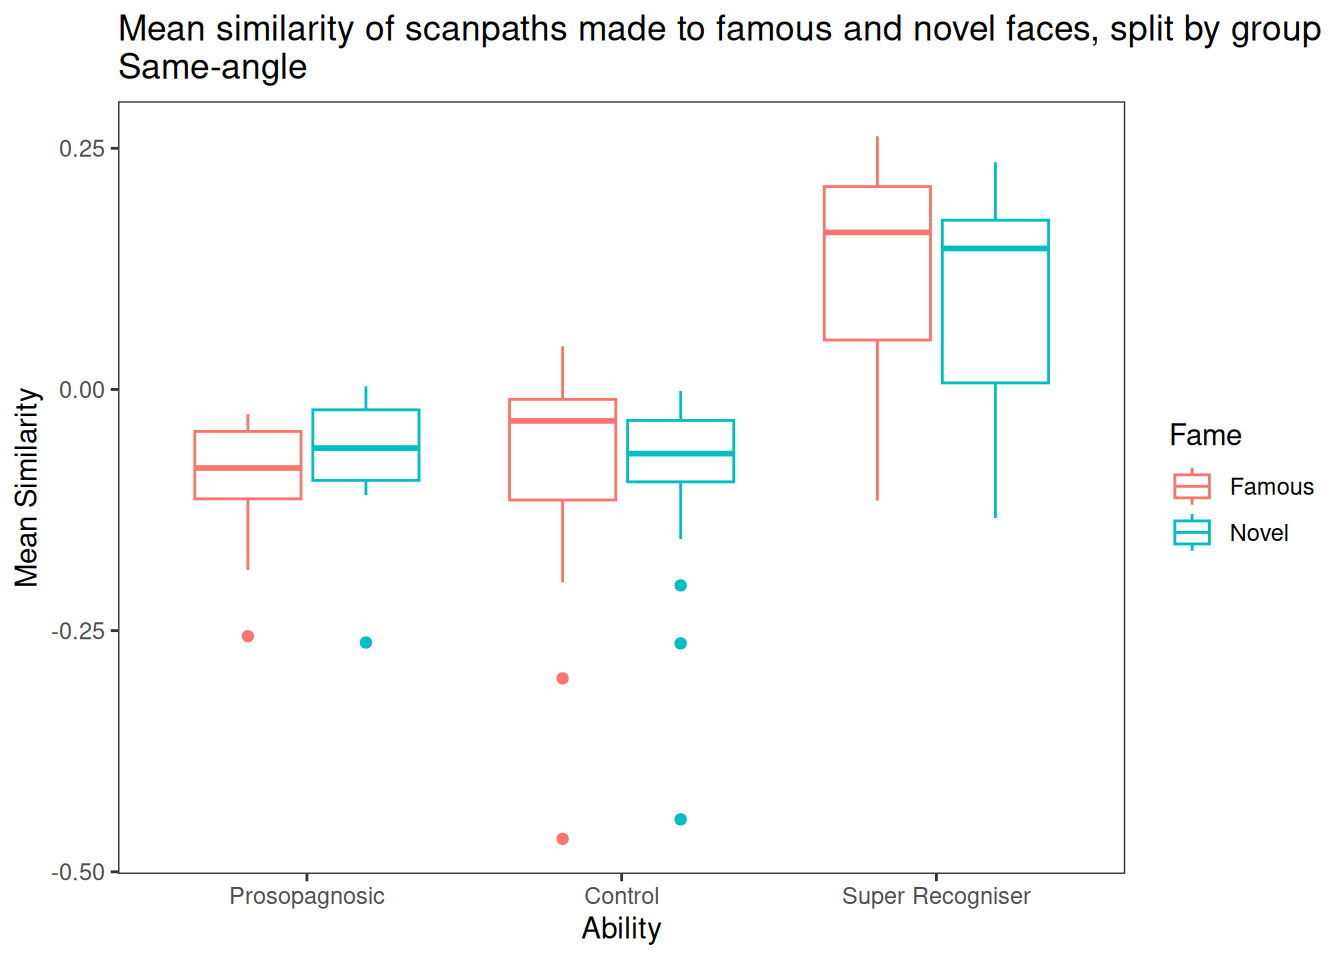 Mean similarity of scanpaths made to famous and novel faces, split by group
Same-angle
0.25
0.00
-0.25
-0.50
Mean Similarity
Prosopagnosic
Control
Super Recogniser
Ability
Fame
Famous
Novel